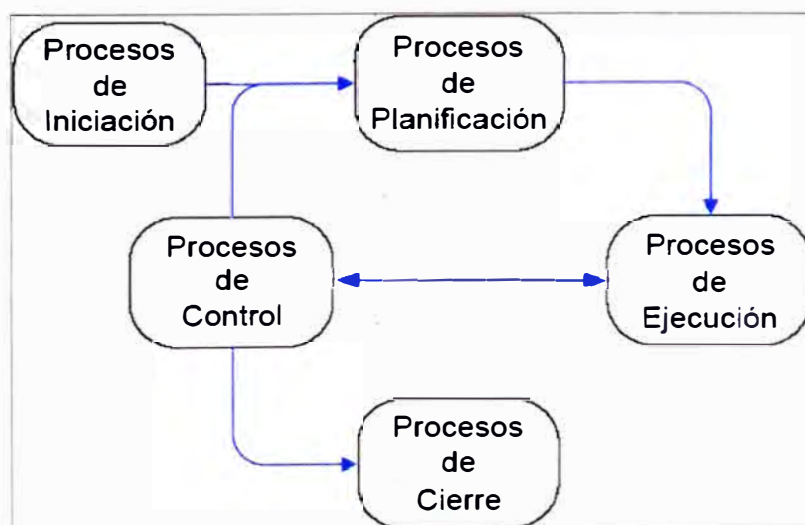 Procesos
de
Iniciación
Procesos
de
Planificación
Procesos
de
Control
Procesos
de
Ejecución
Procesos
de
Cierre